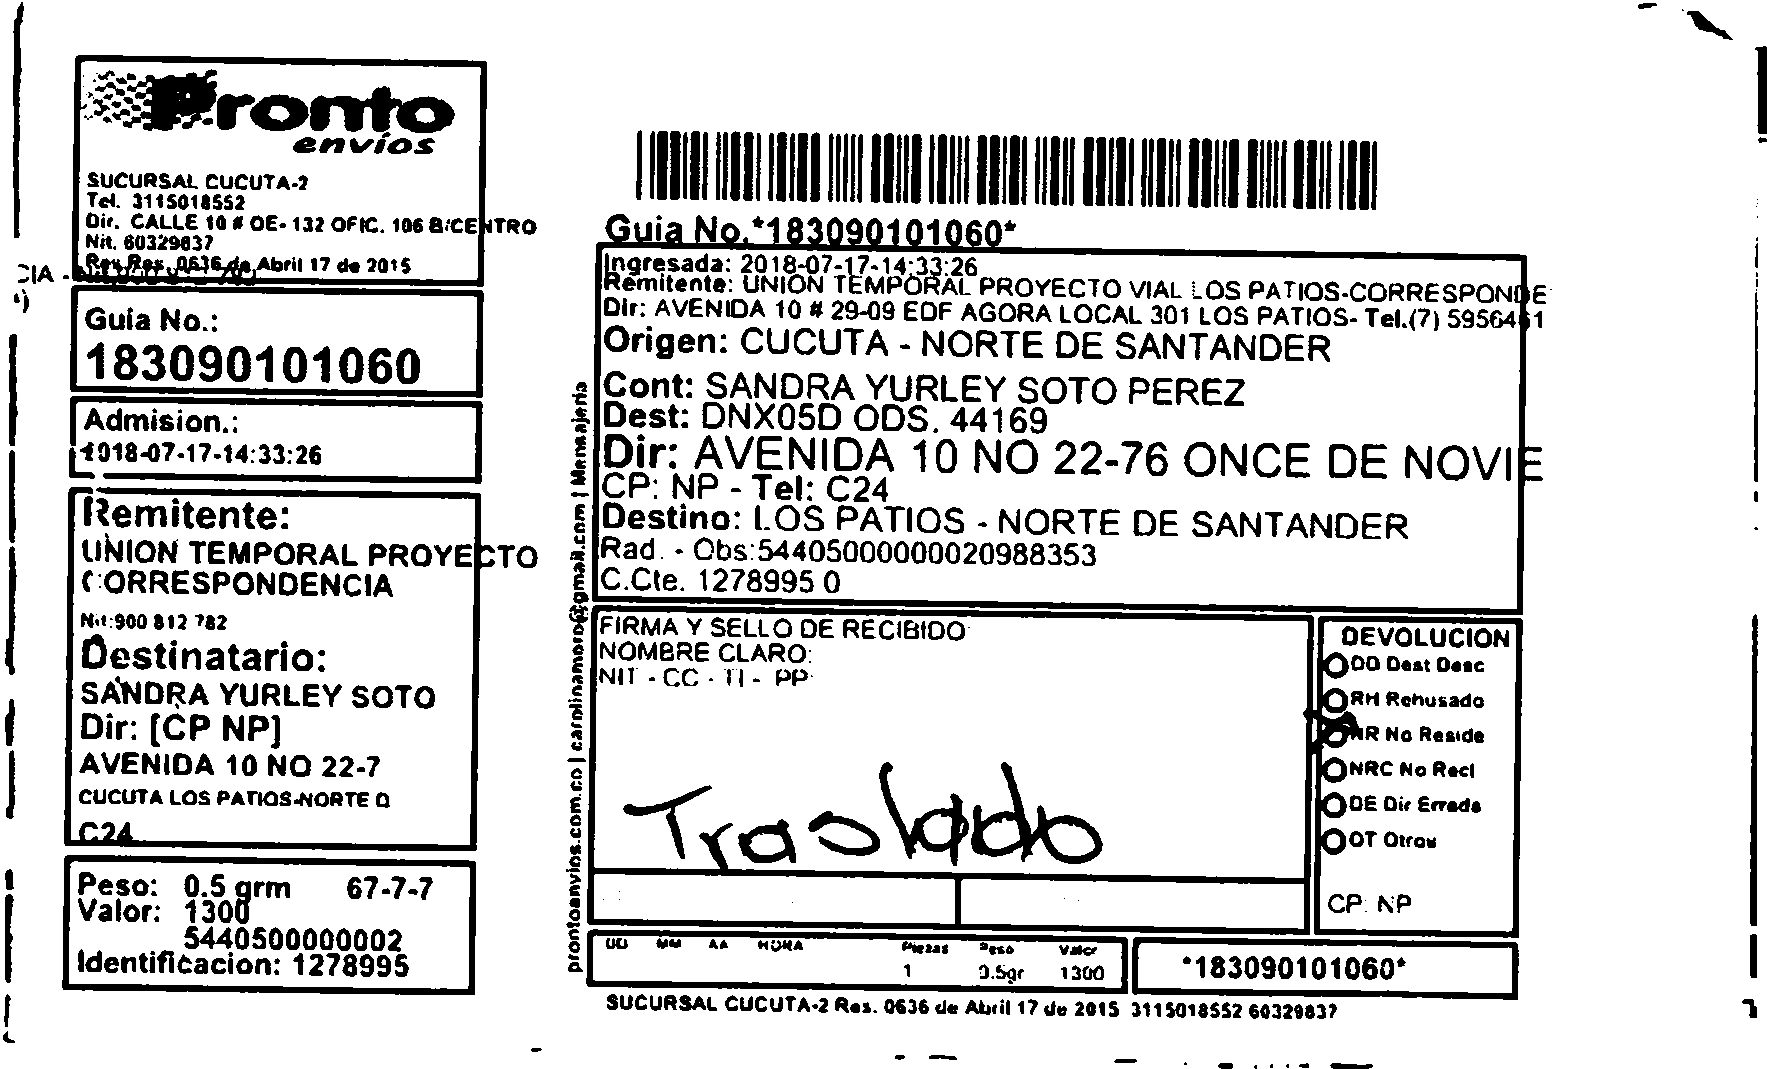 Pronto
envíos
SUCURSAL CUCUTA-2
Tel. 3115018552
Dir. CALLE 10 # OE- 132 OFIC. 106 B/CENTRO
Nit. 60329837
Res. 0636 de Abril 17 de 2015
CIA -
Guia No.:
183090101060
Admision.:
018-07-17-14:33:26
Remitente:
UNION TEMPORAL PROYECTO
CORRESPONDENCIA
Nit:900 812 782
Destinatario:
SANDRA YURLEY SOTO
Dir: [CP NP]
AVENIDA 10 NO 22-7
CUCUTA LOS PATIOS-NORTE D
C24
Peso: 0.5 grm 67-7-7
Valor: 1300
5440500000002
Identificacion: 1278995
prontoenvios.com.co | carolinamoro@gmail.com | Mensajeria
Guia No.*183090101060*
Ingresada: 2018-07-17-14:33:26
Remitente: UNION TEMPORAL PROYECTO VIAL LOS PATIOS-CORRESPONDE
Dir: AVENIDA 10 # 29-09 EDF AGORA LOCAL 301 LOS PATIOS- Tel.(7) 5956461
Origen: CUCUTA - NORTE DE SANTANDER
Cont: SANDRA YURLEY SOTO PEREZ
Dest: DNX05D ODS. 44169
Dir: AVENIDA 10 NO 22-76 ONCE DE NOVIE
CP: NP - Tel: C24
Destino: LOS PATIOS - NORTE DE SANTANDER
Rad. - Obs:54405000000020988353
C.Cte. 1278995 0
FIRMA Y SELLO DE RECIBIDO
NOMBRE CLARO:
NIT - CC - TI - PP
Traslado
DEVOLUCION
DD Dest Desc
RH Rehusado
NR No Reside
NRC No Recl
DE Dir Errada
OT Otros
CP: NP
DD MM AA HORA Piezas Peso Valor
1 0.5gr 1300
*183090101060*
SUCURSAL CUCUTA-2 Res. 0636 de Abril 17 de 2015 3115018552 60329837